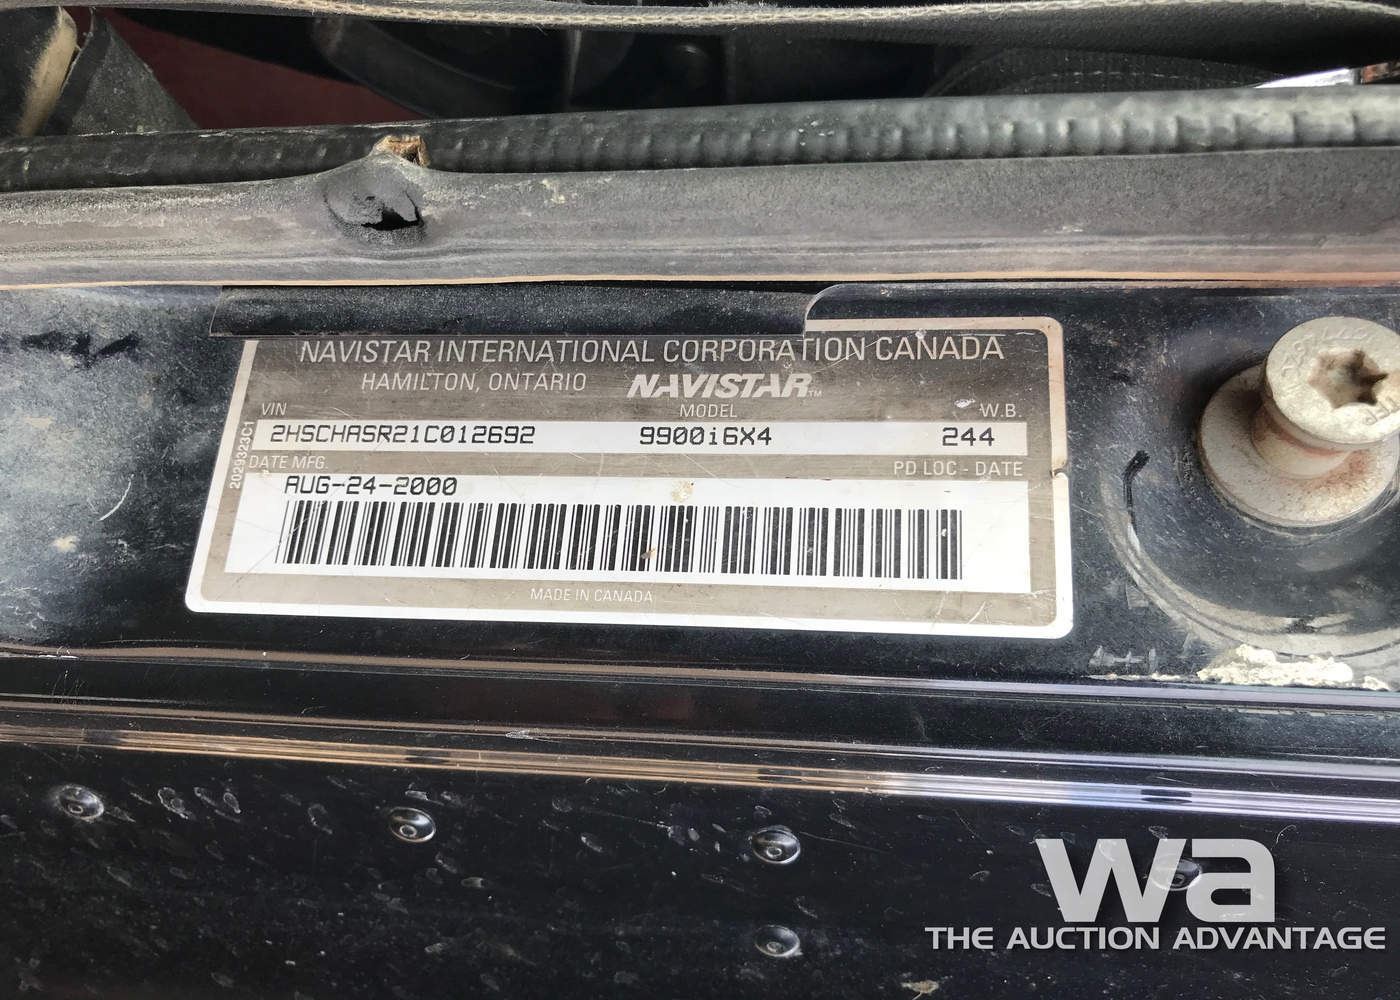 NAVISTAR INTERNATIONAL CORPORATION CANADA
HAMILTON, ONTARIO NAVISTAR™
VIN MODEL W.B.
2HSCHASR21C012692 9900i6X4 244
2029323C1
DATE MFG. PD LOC - DATE
AUG-24-2000
MADE IN CANADA
wa
THE AUCTION ADVANTAGE